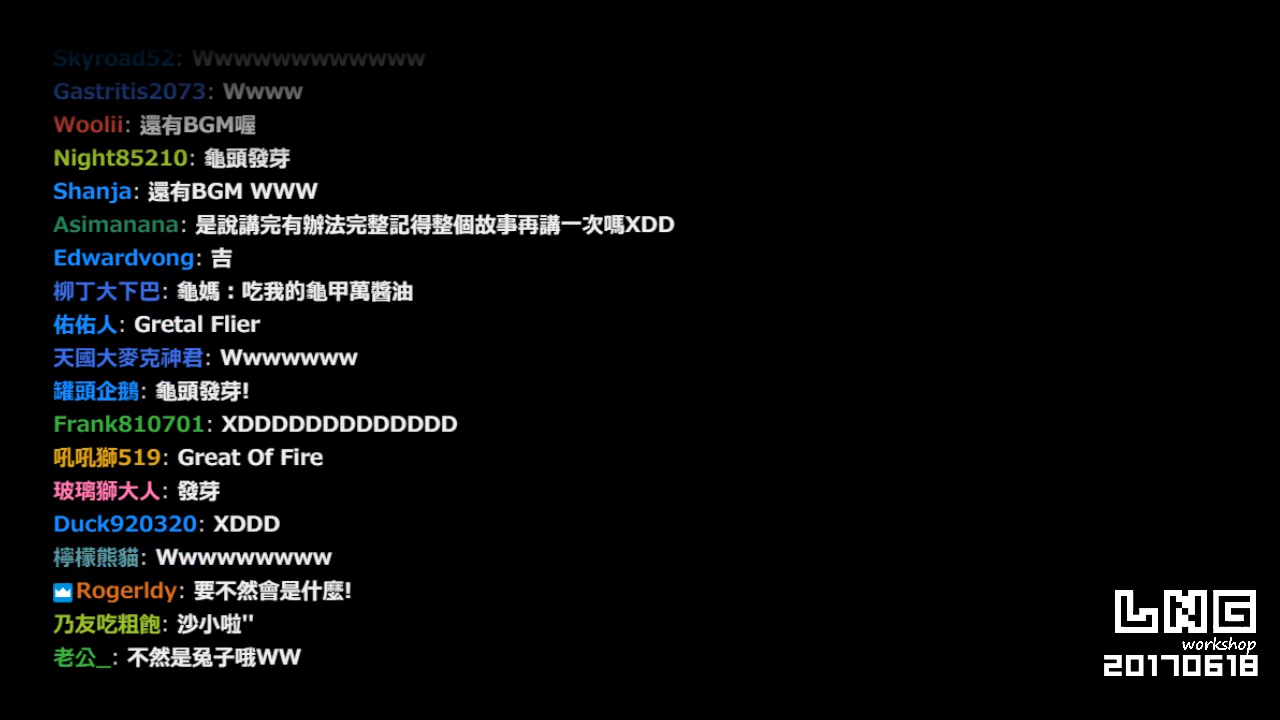 Skyroad52: Wwwwwwwwwwww
Gastritis2073: Wwww
Woolii: 還有BGM喔
Night85210: 龜頭發芽
Shanja: 還有BGM WWW
Asimanana: 是說講完有辦法完整記得整個故事再講一次嗎XDD
Edwardvong: 吉
柳丁大下巴: 龜媽：吃我的龜甲萬醬油
佑佑人: Gretal Flier
天國大麥克神君: Wwwwwww
罐頭企鵝: 龜頭發芽!
Frank810701: XDDDDDDDDDDDDD
吼吼獅519: Great Of Fire
玻璃獅大人: 發芽
Duck920320: XDDD
檸檬熊貓: Wwwwwwwww
Rogerldy: 要不然會是什麼!
乃友吃粗飽: 沙小啦"
老公_: 不然是兔子哦WW
LNG
workshop
20170618